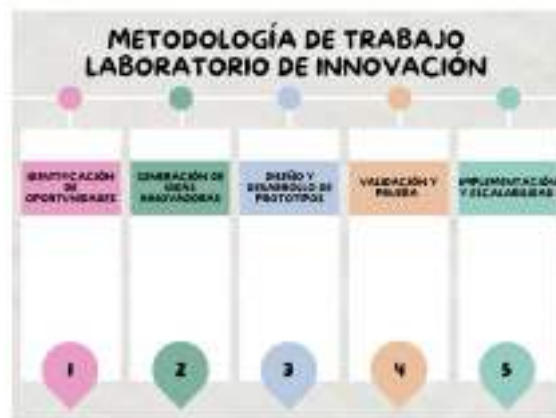 METODOLOGÍA DE TRABAJO
LABORATORIO DE INNOVACIÓN
IDENTIFICACIÓN
DE
OPORTUNIDADES
GENERACIÓN DE
IDEAS
INNOVADORAS
DISEÑO Y
DESARROLLO DE
PROTOTIPOS
VALIDACIÓN Y
PRUEBA
IMPLEMENTACIÓN
Y ESCALABILIDAD
1
2
3
4
5